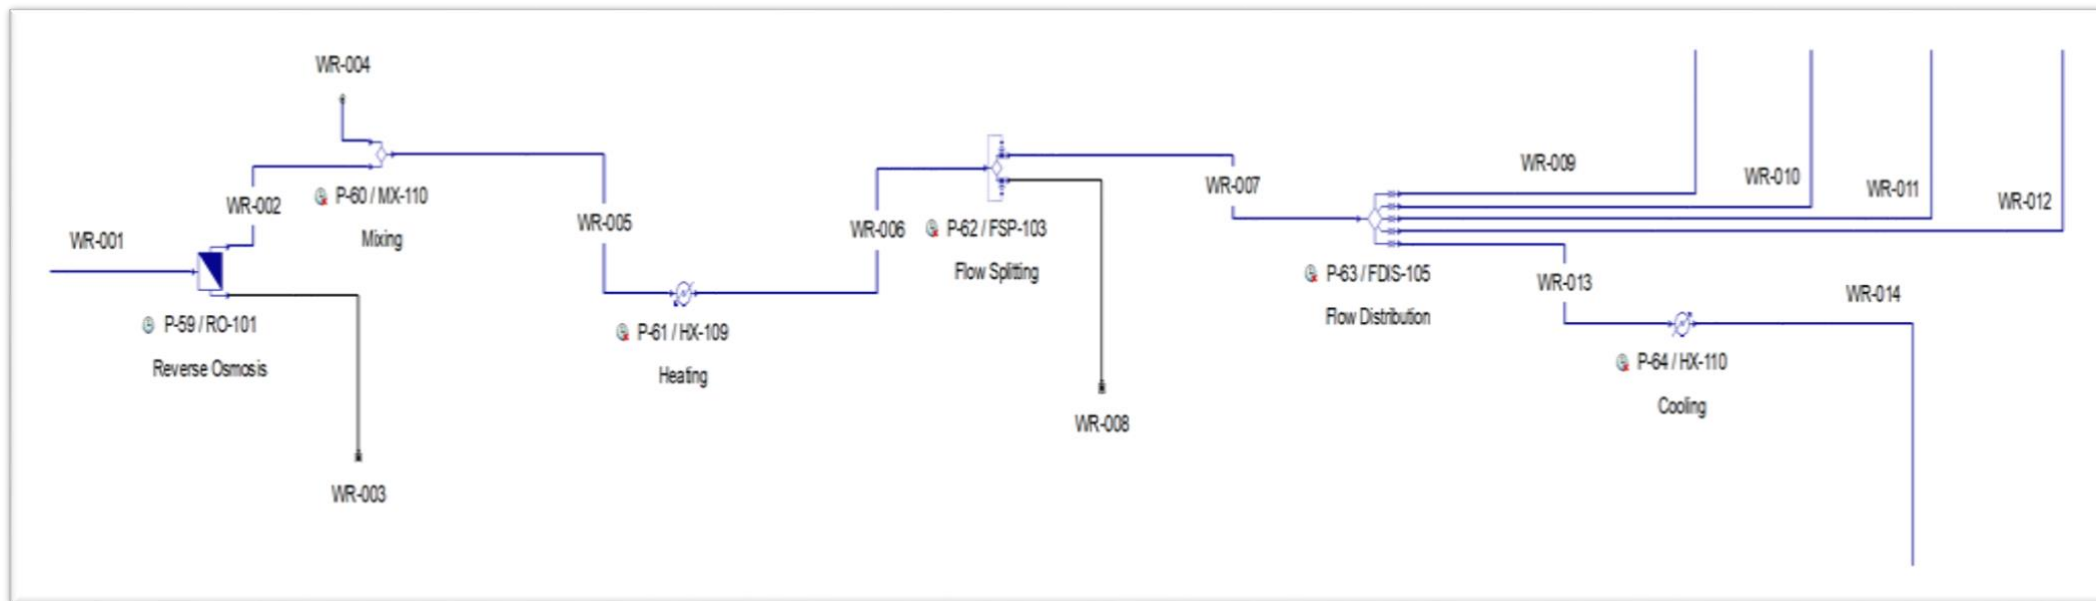 WR-004
WR-002
P-60 / MX-110
Mixing
WR-001
P-59 / RO-101
Reverse Osmosis
WR-003
WR-005
P-61 / HX-109
Heating
WR-006
P-62 / FSP-103
Flow Splitting
WR-008
WR-007
P-63 / FDIS-105
Flow Distribution
WR-009
WR-010
WR-011
WR-012
WR-013
WR-014
P-64 / HX-110
Cooling